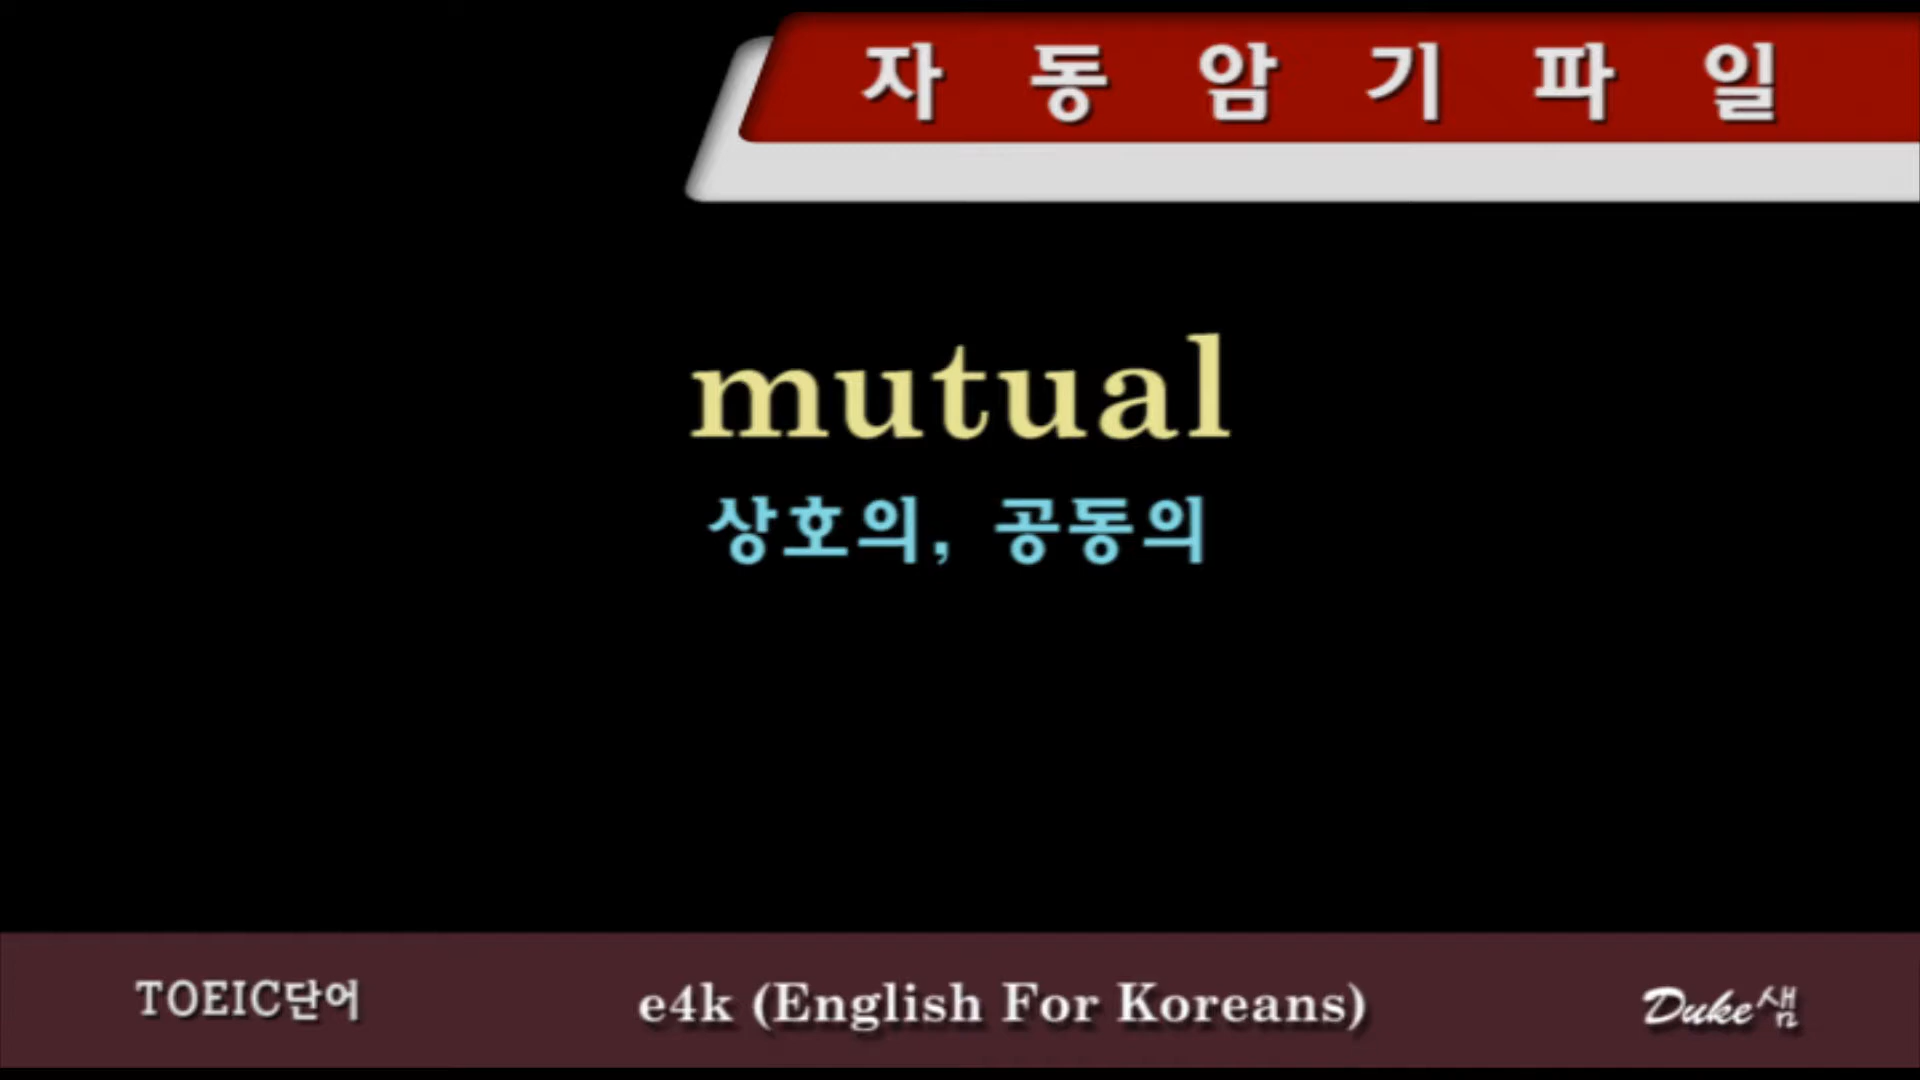 자동암기파일
mutual
상호의, 공동의
TOEIC단어
e4k (English For Koreans)
Duke샘